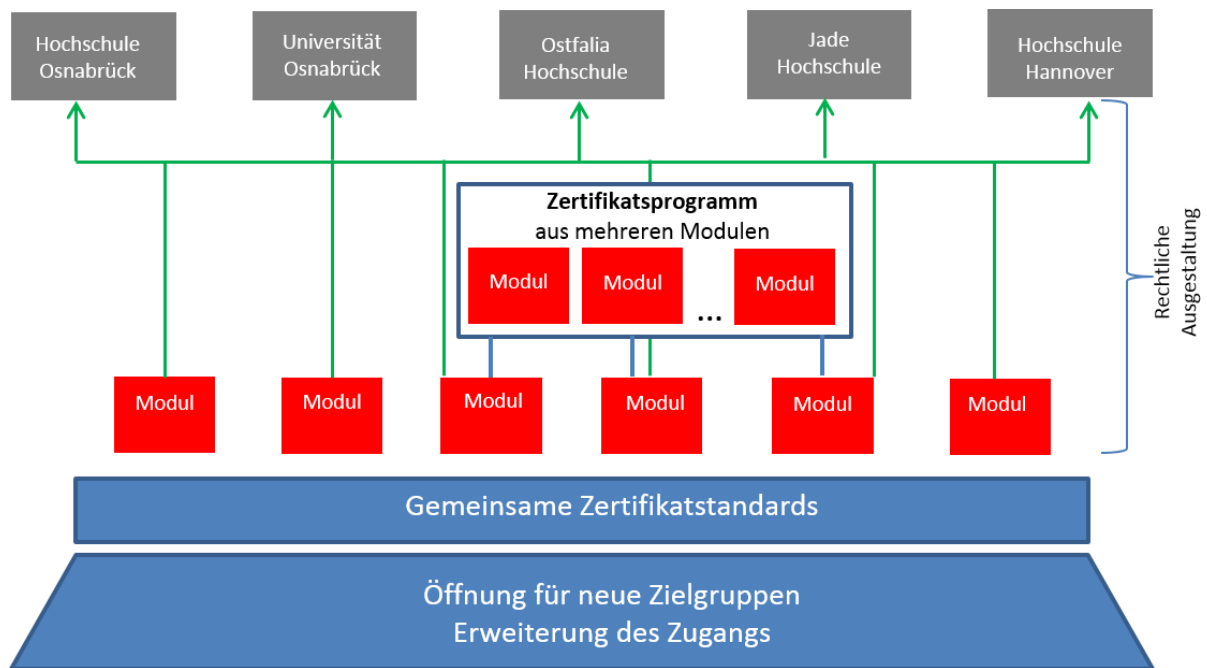 Hochschule
Osnabrück
Universität
Osnabrück
Ostfalia
Hochschule
Jade
Hochschule
Hochschule
Hannover
Zertifikatsprogramm
aus mehreren Modulen
Modul
Modul
...
Modul
Rechtliche
Ausgestaltung
Modul
Modul
Modul
Modul
Modul
Modul
Gemeinsame Zertifikatstandards
Öffnung für neue Zielgruppen
Erweiterung des Zugangs